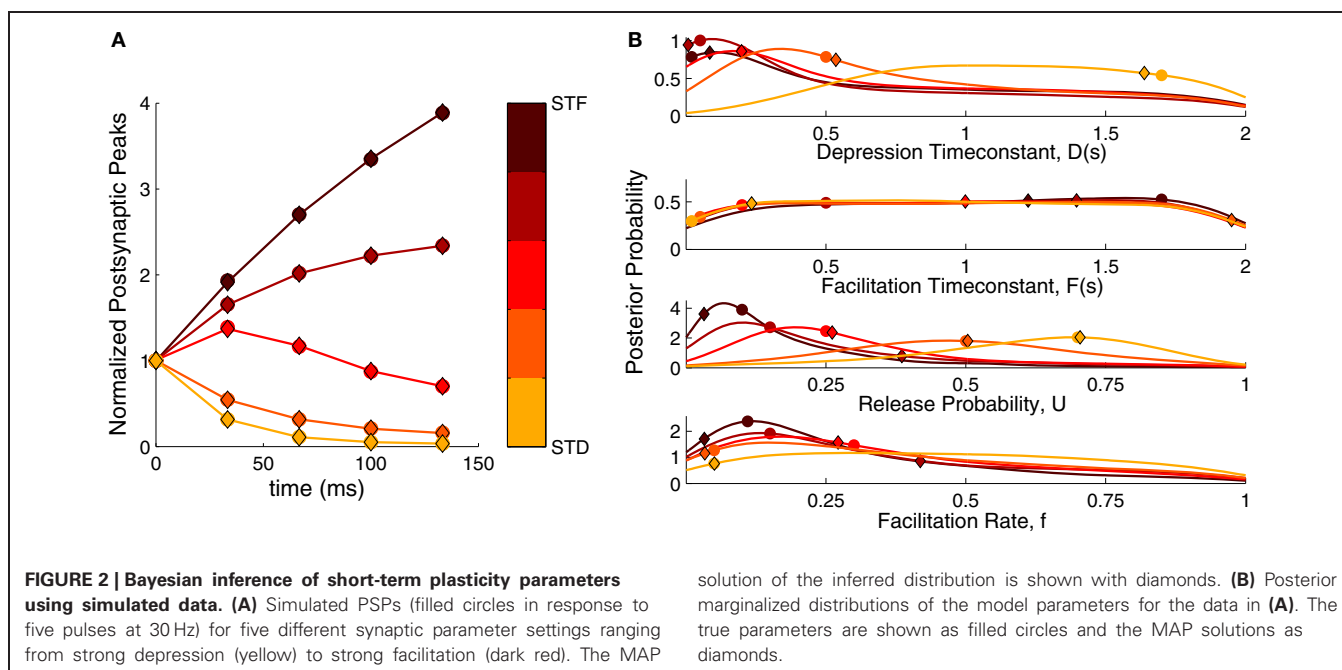 A
Normalized Postsynaptic Peaks
4
3
2
1
0
0 50 100 150
time (ms)
STF
STD
B
Posterior Probability
1
0.5
0
0.5 1 1.5 2
Depression Timeconstant, D(s)
1
0.5
0
0.5 1 1.5 2
Facilitation Timeconstant, F(s)
4
2
0
0.25 0.5 0.75 1
Release Probability, U
2
1
0
0.25 0.5 0.75 1
Facilitation Rate, f
FIGURE 2 | Bayesian inference of short-term plasticity parameters
using simulated data. (A) Simulated PSPs (filled circles in response to
five pulses at 30 Hz) for five different synaptic parameter settings ranging
from strong depression (yellow) to strong facilitation (dark red). The MAP
solution of the inferred distribution is shown with diamonds. (B) Posterior
marginalized distributions of the model parameters for the data in (A). The
true parameters are shown as filled circles and the MAP solutions as
diamonds.